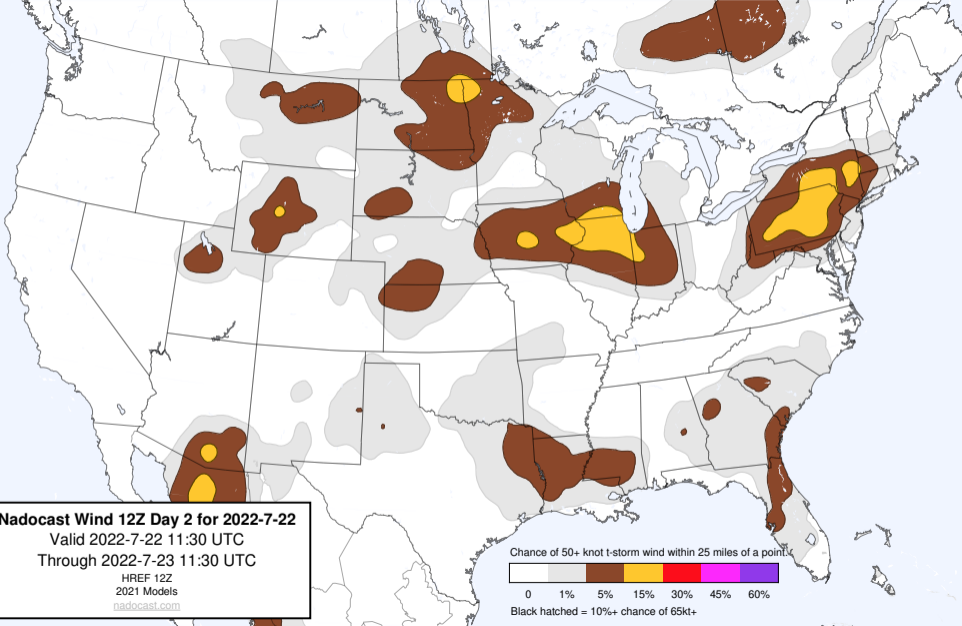 Nadocast Wind 12Z Day 2 for 2022-7-22
Valid 2022-7-22 11:30 UTC
Through 2022-7-23 11:30 UTC
HREF 12Z
2021 Models
nadocast.com
Chance of 50+ knot t-storm wind within 25 miles of a point.
0 1% 5% 15% 30% 45% 60%
Black hatched = 10%+ chance of 65kt+